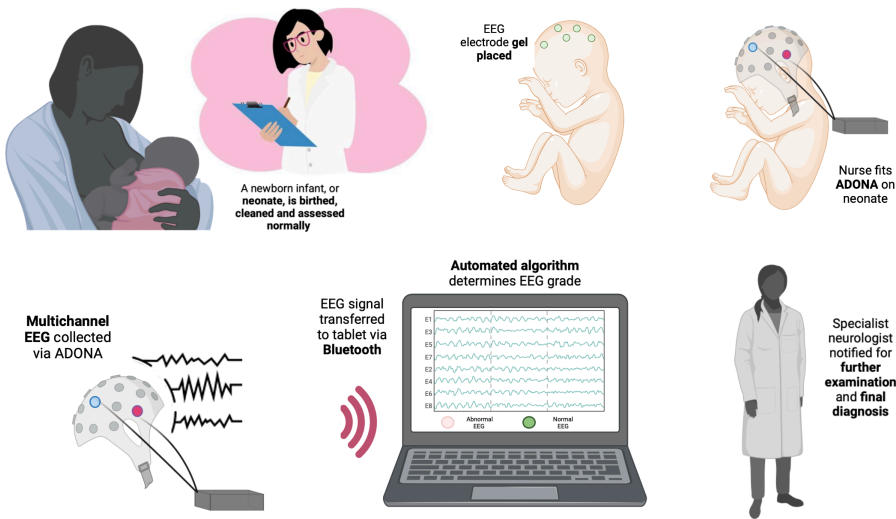 A newborn infant, or
neonate, is birthed,
cleaned and assessed
normally
EEG
electrode gel
placed
Nurse fits
ADONA on
neonate
Multichannel
EEG collected
via ADONA
EEG signal
transferred
to tablet via
Bluetooth
Automated algorithm
determines EEG grade
E1
E3
E5
E7
E2
E4
E6
E8
Abnormal
EEG
Normal
EEG
Specialist
neurologist
notified for
further
examination
and final
diagnosis